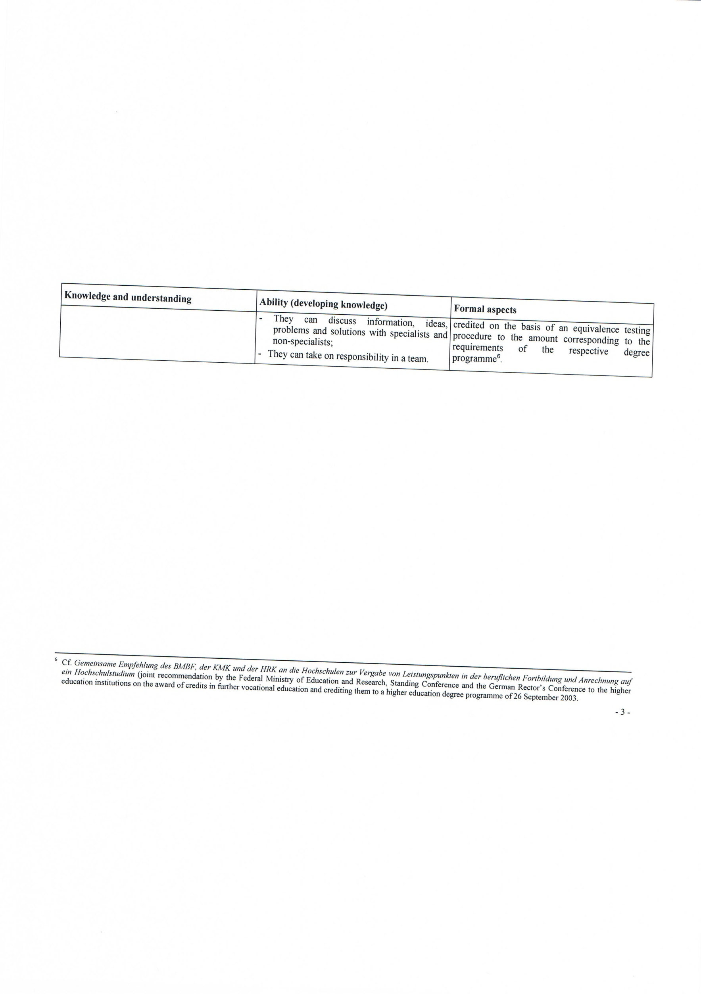 Knowledge and understanding
Ability (developing knowledge)
Formal aspects
- They can discuss information, ideas,
problems and solutions with specialists and
non-specialists;
- They can take on responsibility in a team.
credited on the basis of an equivalence testing
procedure to the amount corresponding to the
requirements of the respective degree
programme⁶.
⁶ Cf. Gemeinsame Empfehlung des BMBF, der KMK und der HRK an die Hochschulen zur Vergabe von Leistungspunkten in der beruflichen Fortbildung und Anrechnung auf
ein Hochschulstudium (joint recommendation by the Federal Ministry of Education and Research, Standing Conference and the German Rector's Conference to the higher
education institutions on the award of credits in further vocational education and crediting them to a higher education degree programme of 26 September 2003.
- 3 -